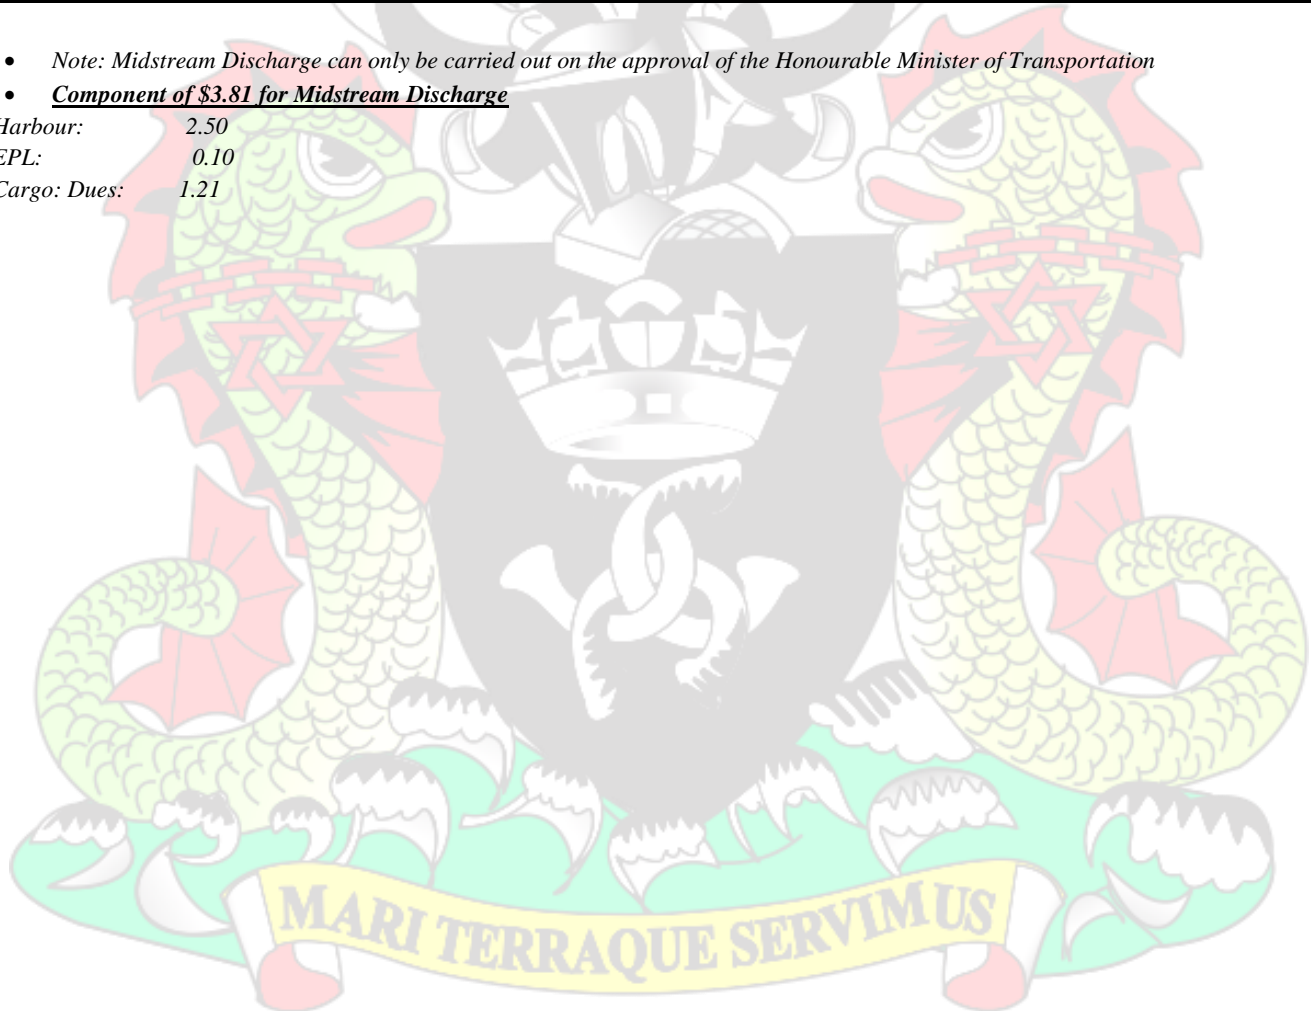 • Note: Midstream Discharge can only be carried out on the approval of the Honourable Minister of Transportation
• Component of $3.81 for Midstream Discharge
Harbour: 2.50
EPL: 0.10
Cargo: Dues: 1.21
MARI TERRAQUE SERVIMUS